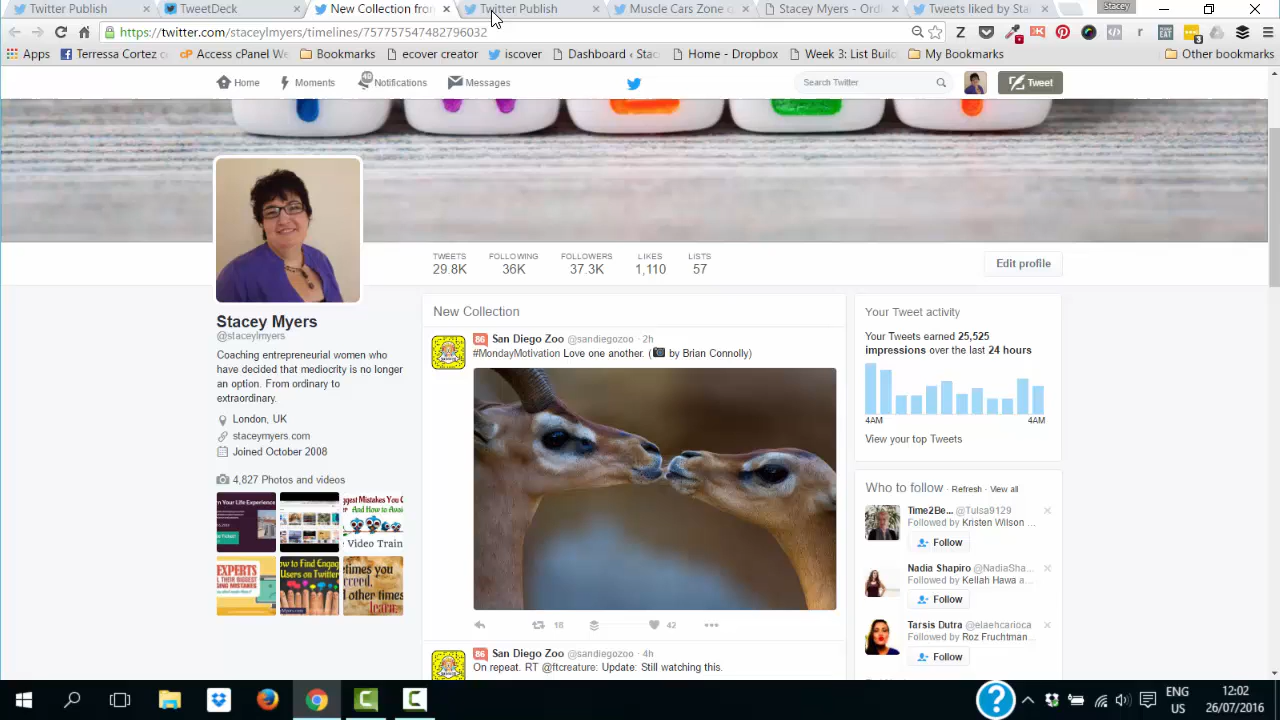 Twitter Publish
TweetDeck
New Collection from
Twitter Publish
Muscle Cars Zone o
Stacey Myers - Ordi
Tweets liked by Sta
Stacey
https://twitter.com/staceylmyers/timelines/757757547482796032
Apps
Teressa Cortez c
Access ePanel W
Bookmarks
ecover creator
iscover
Dashboard ‹ Stac
Home - Dropbox
Week 3: List Build
My Bookmarks
Other bookmarks
Home
Moments
40
Notifications
Messages
Search Twitter
Tweet
TWEETS
29.8K
FOLLOWING
36K
FOLLOWERS
37.3K
LIKES
1,110
LISTS
57
Edit profile
Stacey Myers
@staceylmyers
Coaching entrepreneurial women who
have decided that mediocrity is no longer
an option. From ordinary to
extraordinary.
London, UK
staceymyers.com
Joined October 2008
4,827 Photos and videos
New Collection
86 San Diego Zoo @sandiegozoo · 2h
#MondayMotivation Love one another. ( by Brian Connolly)
18
42
86 San Diego Zoo @sandiegozoo · 4h
On repeat. RT @ftcreature: Update: Still watching this.
Your Tweet activity
Your Tweets earned 25,525
impressions over the last 24 hours
4AM
4AM
View your top Tweets
Who to follow · Refresh · View all
Time2Be... @Tulsa9129
Followed by Kristen Wilson ...
Follow
Nadia Shapiro @NadiaSha...
Followed by Kellah Hawa a...
Follow
Tarsis Dutra @elaehcarioca
Followed by Roz Fruchtman...
Follow
ENG
US
12:02
26/07/2016